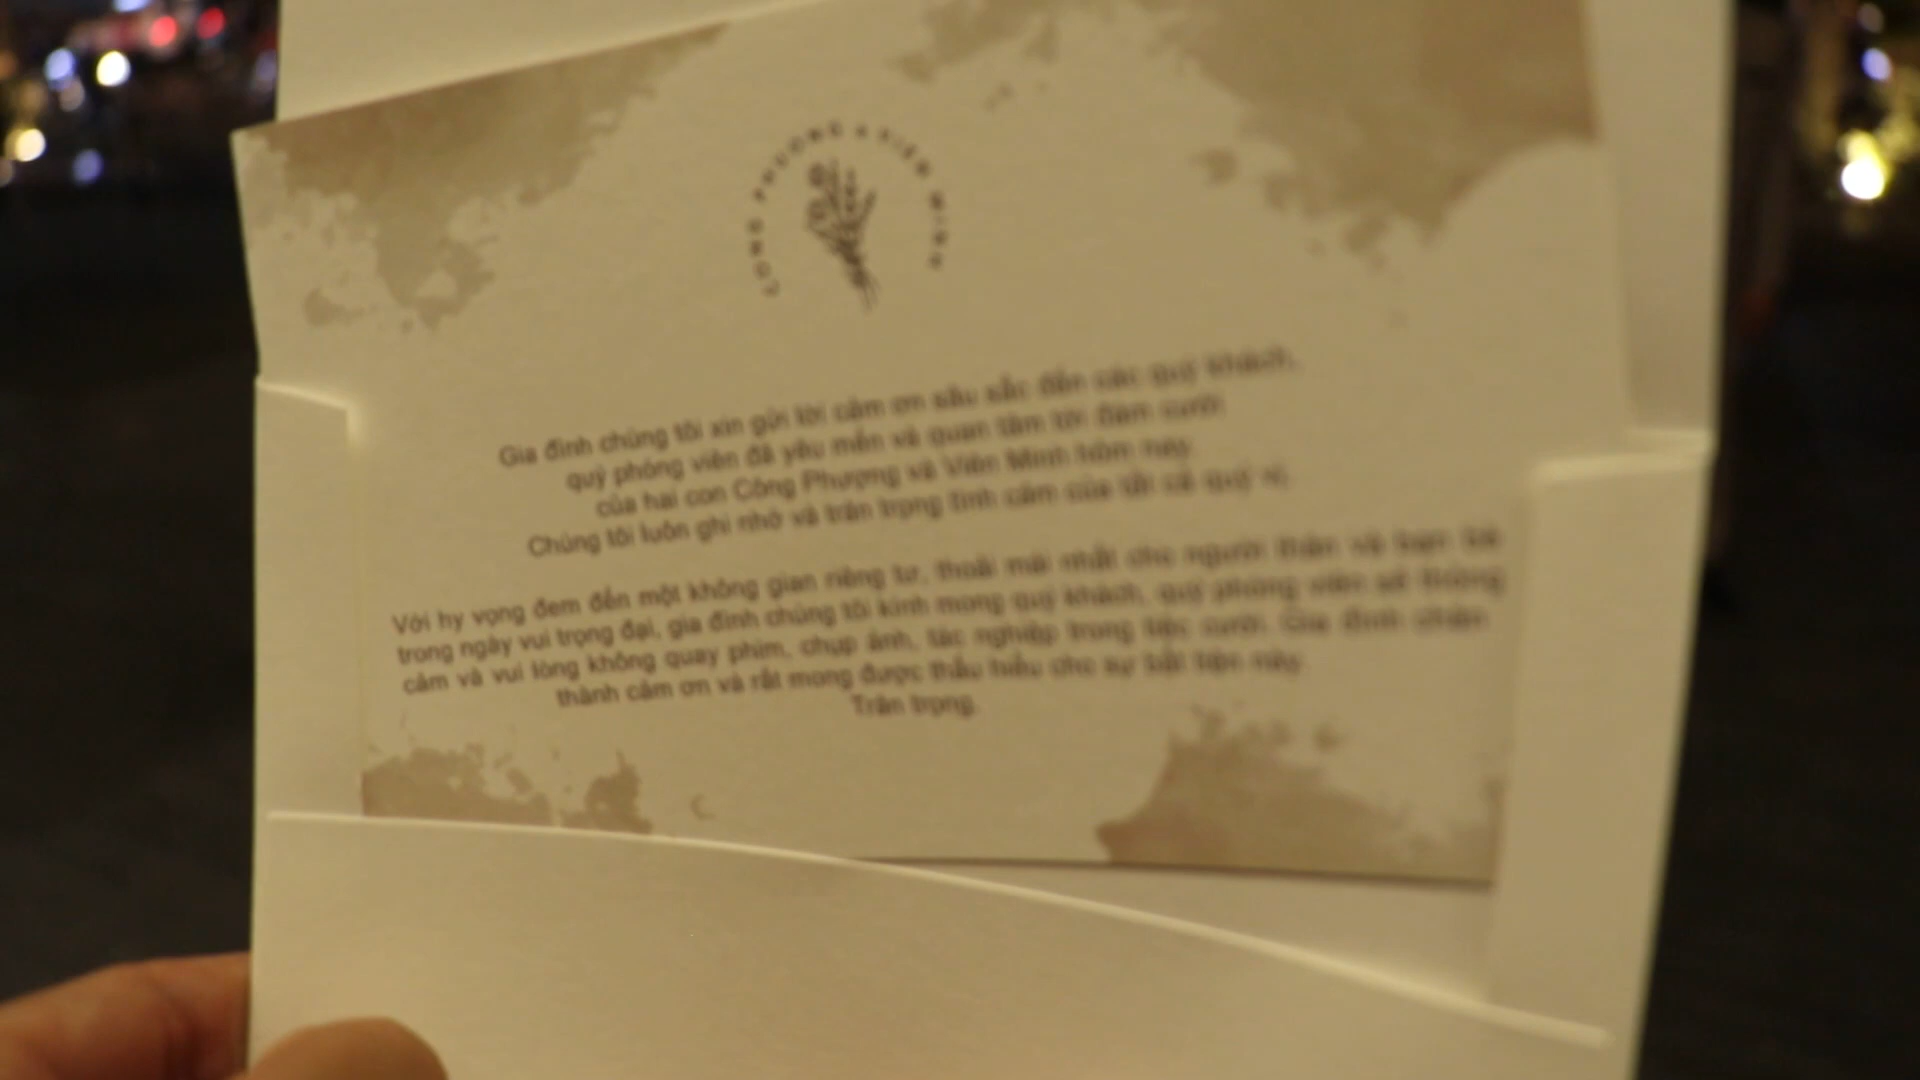 CÔNG PHƯỢNG & VIÊN MINH
Gia đình chúng tôi xin gửi lời cảm ơn sâu sắc đến các quý khách,
quý phóng viên đã yêu mến và quan tâm tới đám cưới
của hai con Công Phượng và Viên Minh hôm nay.
Chúng tôi luôn ghi nhớ và trân trọng tình cảm của tất cả quý vị.
Với hy vọng đem đến một không gian riêng tư, thoải mái nhất cho người thân và bạn bè
trong ngày vui trọng đại, gia đình chúng tôi kính mong quý khách, quý phóng viên sẽ thông
cảm và vui lòng không quay phim, chụp ảnh, tác nghiệp trong tiệc cưới. Gia đình chân
thành cảm ơn và rất mong được thấu hiểu cho sự bất tiện này.
Trân trọng.